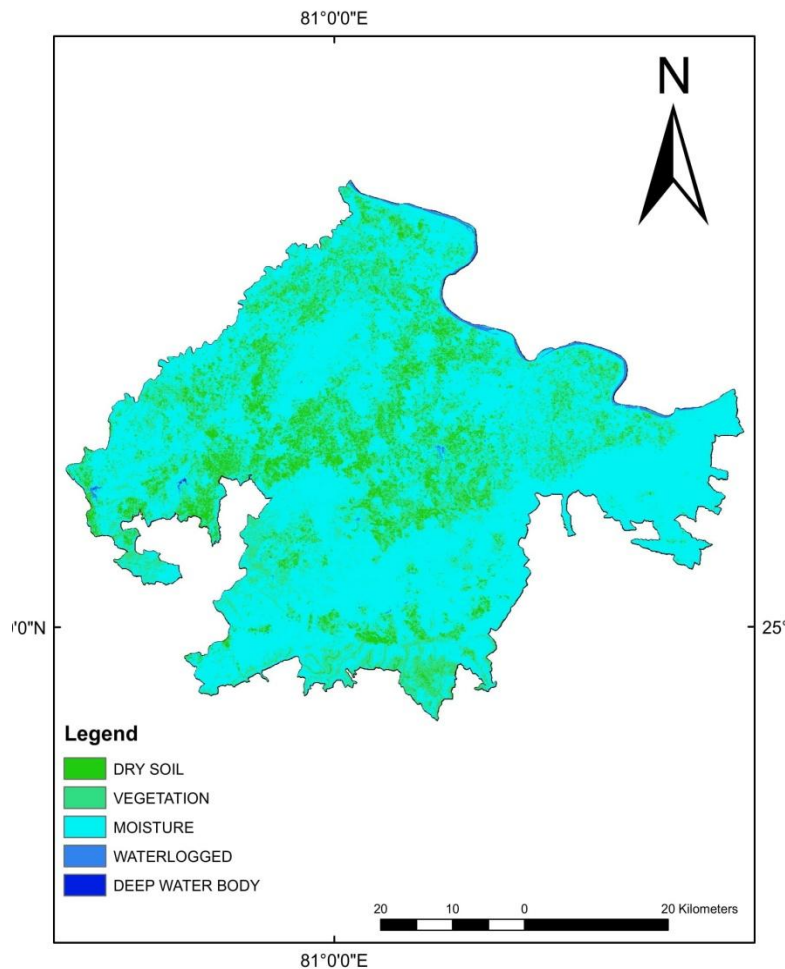 81°0'0"E
N
0'0"N
25°
Legend
DRY SOIL
VEGETATION
MOISTURE
WATERLOGGED
DEEP WATER BODY
20 10 0 20 Kilometers
81°0'0"E